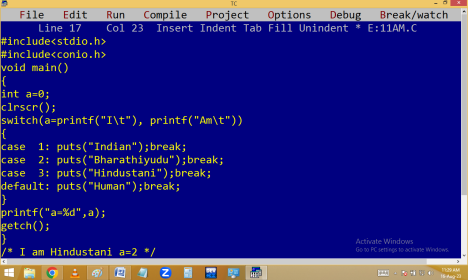 TC
File Edit Run Compile Project Options Debug Break/watch
Line 17 Col 23 Insert Indent Tab Fill Unindent * E:11AM.C
#include<stdio.h>
#include<conio.h>
void main()
{
int a=0;
clrscr();
switch(a=printf("I\t"), printf("Am\t"))
{
case 1: puts("Indian");break;
case 2: puts("Bharathiyudu");break;
case 3: puts("Hindustani");break;
default: puts("Human");break;
}
printf("a=%d",a);
getch();
}
/* I am Hindustani a=2 */
Activate Windows
Go to PC settings to activate Windows.